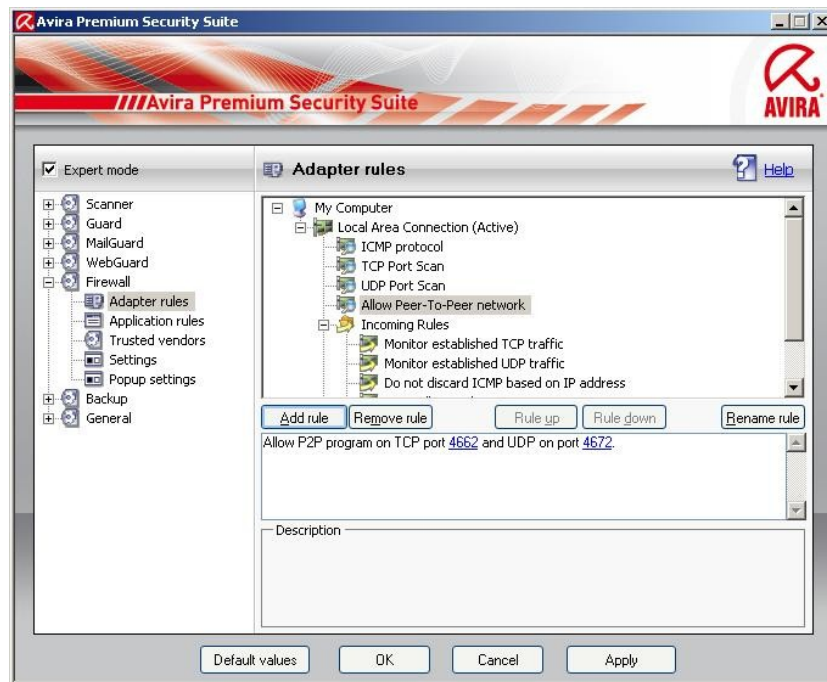 Avira Premium Security Suite
////Avira Premium Security Suite
AVIRA
Expert mode
Adapter rules
Help
Scanner
Guard
MailGuard
WebGuard
Firewall
Adapter rules
Application rules
Trusted vendors
Settings
Popup settings
Backup
General
My Computer
Local Area Connection (Active)
ICMP protocol
TCP Port Scan
UDP Port Scan
Allow Peer-To-Peer network
Incoming Rules
Monitor established TCP traffic
Monitor established UDP traffic
Do not discard ICMP based on IP address
Add rule Remove rule Rule up Rule down Rename rule
Allow P2P program on TCP port 4662 and UDP on port 4672.
Description
Default values OK Cancel Apply